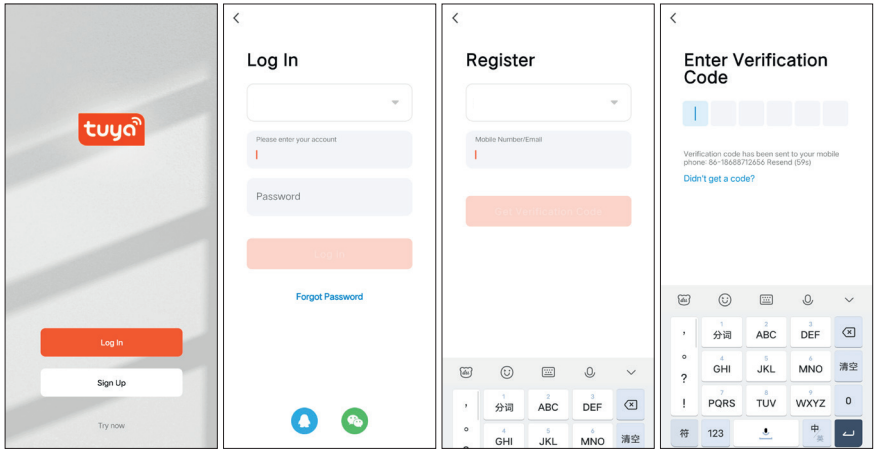 tuya
Log In
Sign Up
Try now
Log In
Please enter your account
Password
Log in
Forgot Password
Register
Mobile Number/Email
Get Verification Code
,
1
分词
2
ABC
3
DEF
。
4
GHI
5
JKL
6
MNO
清空
Enter Verification
Code
Verification code has been sent to your mobile
phone: 86-18688712656 Resend (59s)
Didn't get a code?
,
1
分词
2
ABC
3
DEF
。
4
GHI
5
JKL
6
MNO
清空
?
!
7
PQRS
8
TUV
9
WXYZ
0
符
123
中
英